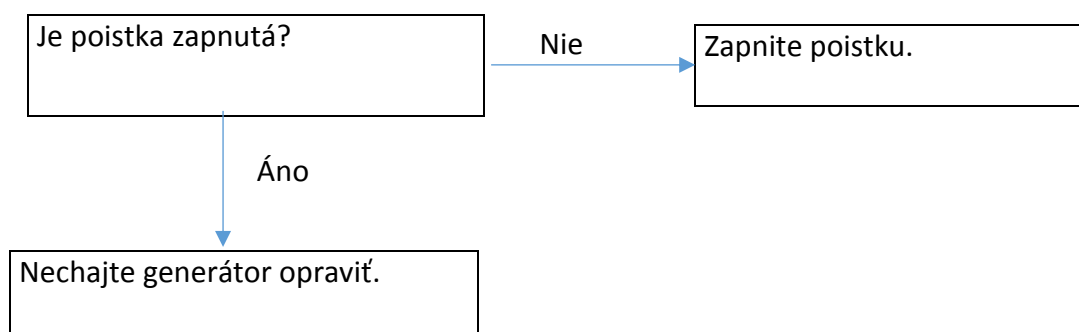 Je poistka zapnutá?
Nie
Zapnite poistku.
Áno
Nechajte generátor opraviť.